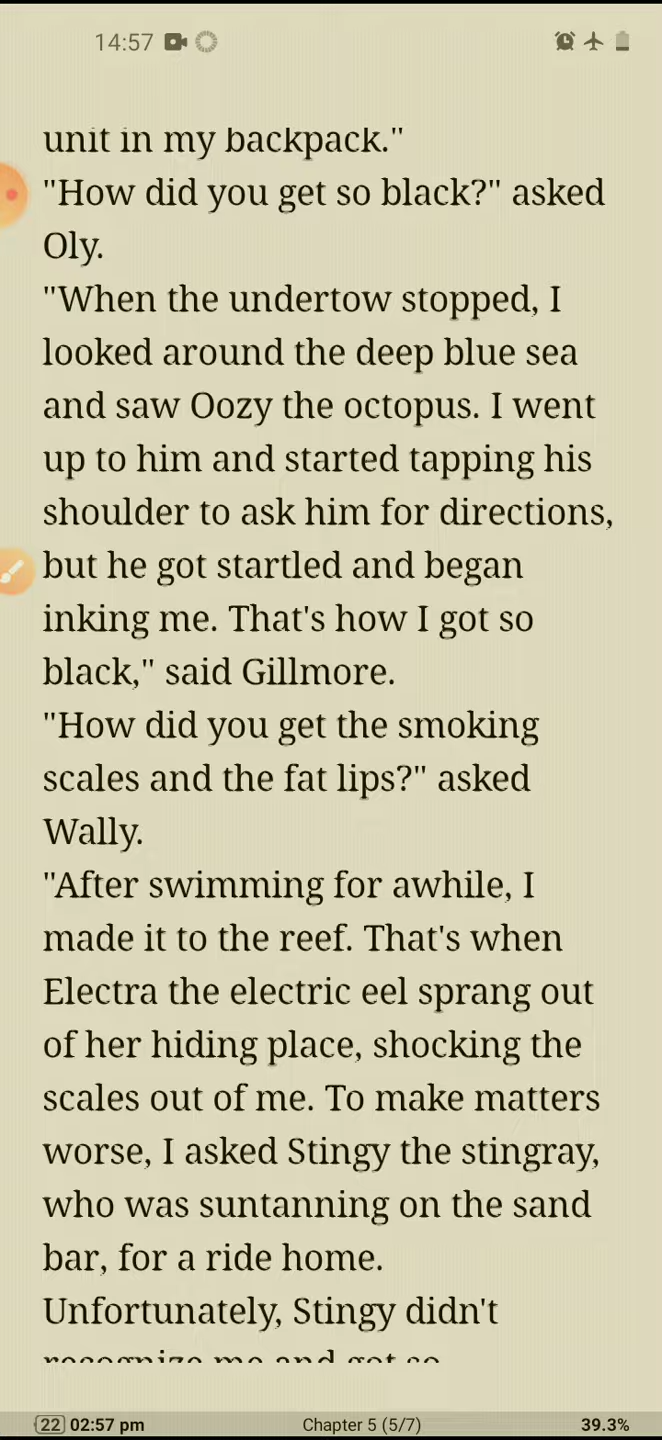 14:57
unit in my backpack."
"How did you get so black?" asked
Oly.
"When the undertow stopped, I
looked around the deep blue sea
and saw Oozy the octopus. I went
up to him and started tapping his
shoulder to ask him for directions,
but he got startled and began
inking me. That's how I got so
black," said Gillmore.
"How did you get the smoking
scales and the fat lips?" asked
Wally.
"After swimming for awhile, I
made it to the reef. That's when
Electra the electric eel sprang out
of her hiding place, shocking the
scales out of me. To make matters
worse, I asked Stingy the stingray,
who was suntanning on the sand
bar, for a ride home.
Unfortunately, Stingy didn't
recognize me and got so
22 02:57 pm Chapter 5 (5/7) 39.3%